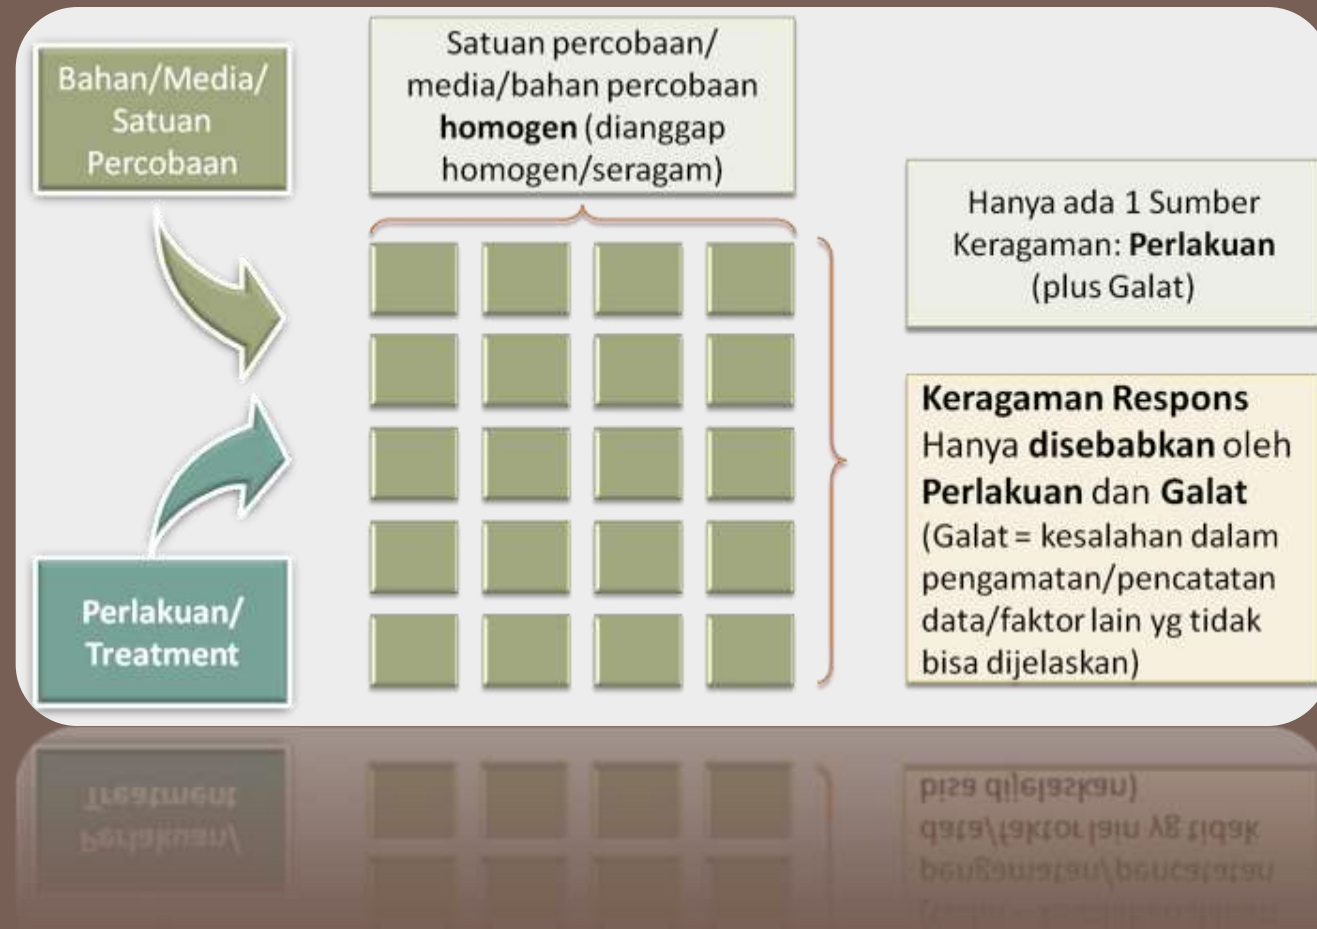 Bahan/Media/
Satuan
Percobaan
Satuan percobaan/
media/bahan percobaan
homogen (dianggap
homogen/seragam)
Hanya ada 1 Sumber
Keragaman: Perlakuan
(plus Galat)
Keragaman Respons
Hanya disebabkan oleh
Perlakuan dan Galat
(Galat = kesalahan dalam
pengamatan/pencatatan
data/faktor lain yg tidak
bisa dijelaskan)
Perlakuan/
Treatment